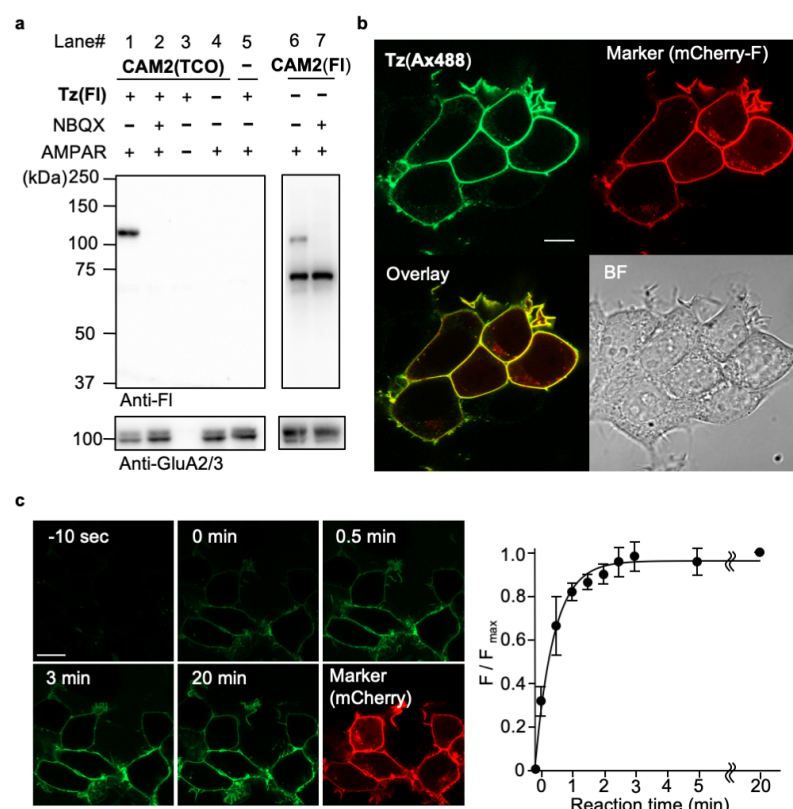 a
Lane# 1 2 3 4 5 6 7
CAM2(TCO) – CAM2(Fl)
Tz(Fl) + + + – + – –
NBQX – + – – – – +
AMPAR + + – + + + +
(kDa) 250
150
100
75
50
37
Anti-Fl
100
Anti-GluA2/3
b
Tz(Ax488)
Marker (mCherry-F)
Overlay
BF
c
-10 sec
0 min
0.5 min
3 min
20 min
Marker
(mCherry)
F / Fmax
1.0
0.8
0.6
0.4
0.2
0
0 1 2 3 4 5 20
Reaction time (min)